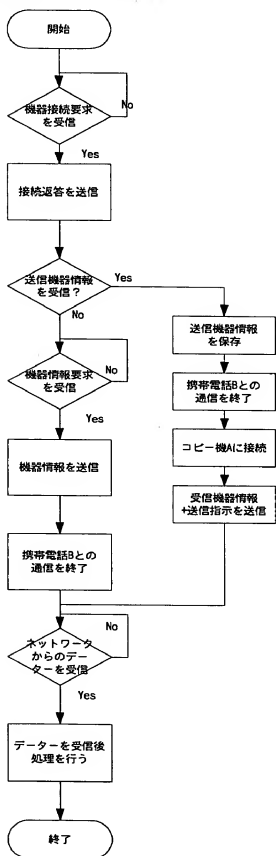 開始
機器接続要求
を受信
No
Yes
接続返答を送信
送信機器情報
を受信？
Yes
No
送信機器情報
を保存
機器情報要求
を受信
No
Yes
携帯電話Bとの
通信を終了
コピー機Aに接続
機器情報を送信
受信機器情報
+送信指示を送信
携帯電話Bとの
通信を終了
No
ネットワーク
からのデー
ターを受信
Yes
データーを受信後
処理を行う
終了